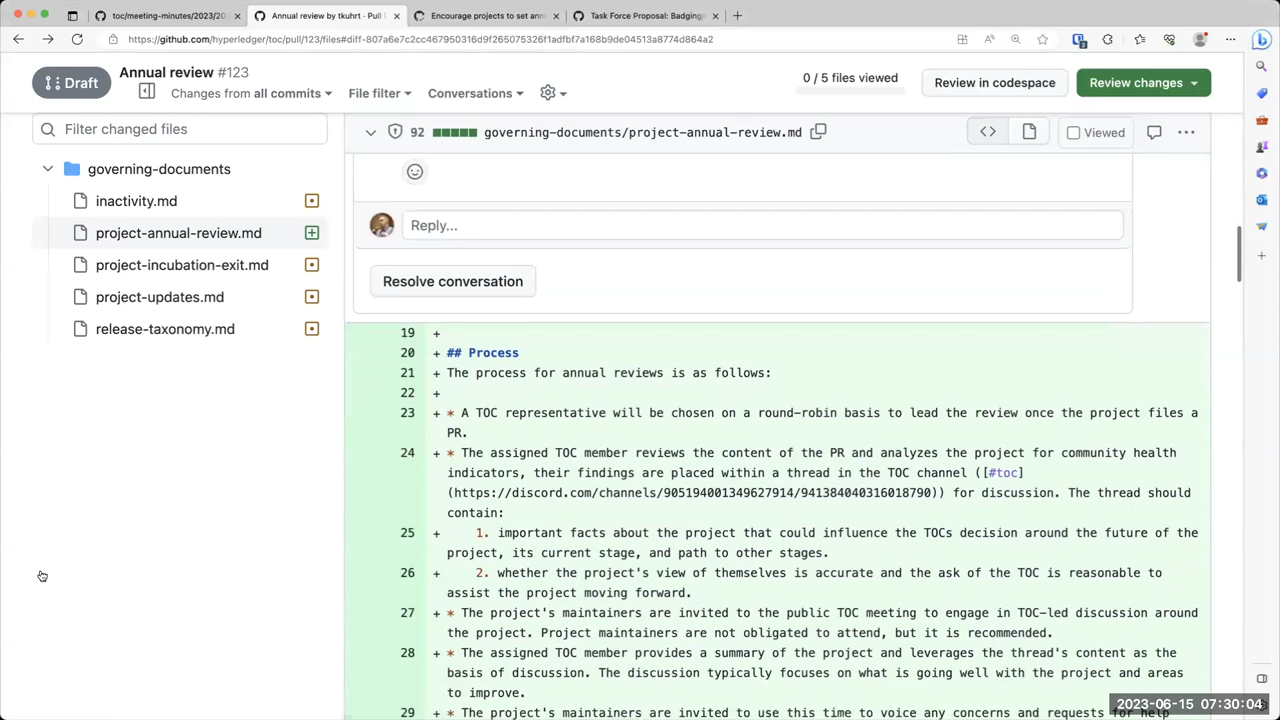 toc/meeting-minutes/2023/20
Annual review by tkuhrt - Pull
Encourage projects to set ann
Task Force Proposal: Badging/
https://github.com/hyperledger/toc/pull/123/files#diff-807a6e7c2cc467950316d9f265075326f1adfbf7a168b9de04513a8774d864a2
Draft
Annual review #123
Changes from all commits
File filter
Conversations
0 / 5 files viewed
Review in codespace
Review changes
Filter changed files
governing-documents
inactivity.md
project-annual-review.md
project-incubation-exit.md
project-updates.md
release-taxonomy.md
92
governing-documents/project-annual-review.md
Viewed
Reply...
Resolve conversation
19 +
20 + ## Process
21 + The process for annual reviews is as follows:
22 +
23 + * A TOC representative will be chosen on a round-robin basis to lead the review once the project files a
PR.
24 + * The assigned TOC member reviews the content of the PR and analyzes the project for community health
indicators, their findings are placed within a thread in the TOC channel ([#toc]
(https://discord.com/channels/905194001349627914/941384040316018790)) for discussion. The thread should
contain:
25 + 1. important facts about the project that could influence the TOCs decision around the future of the
project, its current stage, and path to other stages.
26 + 2. whether the project's view of themselves is accurate and the ask of the TOC is reasonable to
assist the project moving forward.
27 + * The project's maintainers are invited to the public TOC meeting to engage in TOC-led discussion around
the project. Project maintainers are not obligated to attend, but it is recommended.
28 + * The assigned TOC member provides a summary of the project and leverages the thread's content as the
basis of discussion. The discussion typically focuses on what is going well with the project and areas
to improve.
29 + * The project's maintainers are invited to use this time to voice any concerns and requests for help
2023-06-15 07:30:04